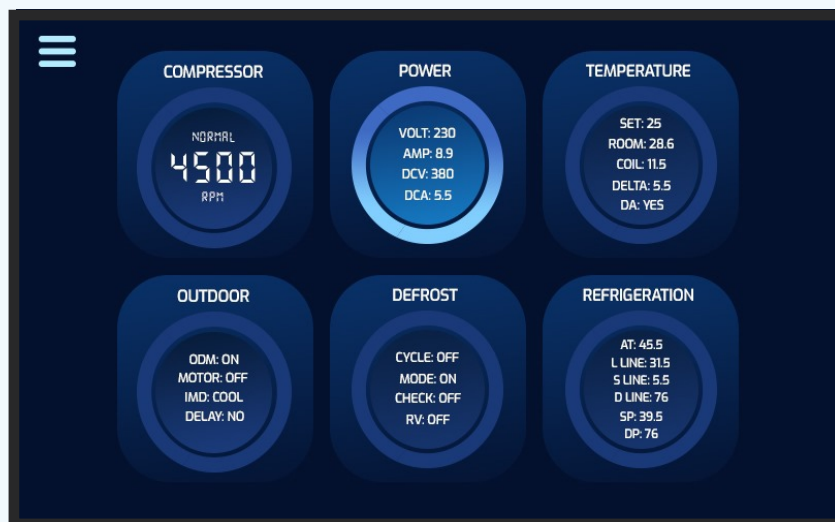 COMPRESSOR
NORMAL
4500
RPM
POWER
VOLT: 230
AMP: 8.9
DCV: 380
DCA: 5.5
TEMPERATURE
SET: 25
ROOM: 28.6
COIL: 11.5
DELTA: 5.5
DA: YES
OUTDOOR
ODM: ON
MOTOR: OFF
IMD: COOL
DELAY: NO
DEFROST
CYCLE: OFF
MODE: ON
CHECK: OFF
RV: OFF
REFRIGERATION
AT: 45.5
L LINE: 31.5
S LINE: 5.5
D LINE: 76
SP: 39.5
DP: 76